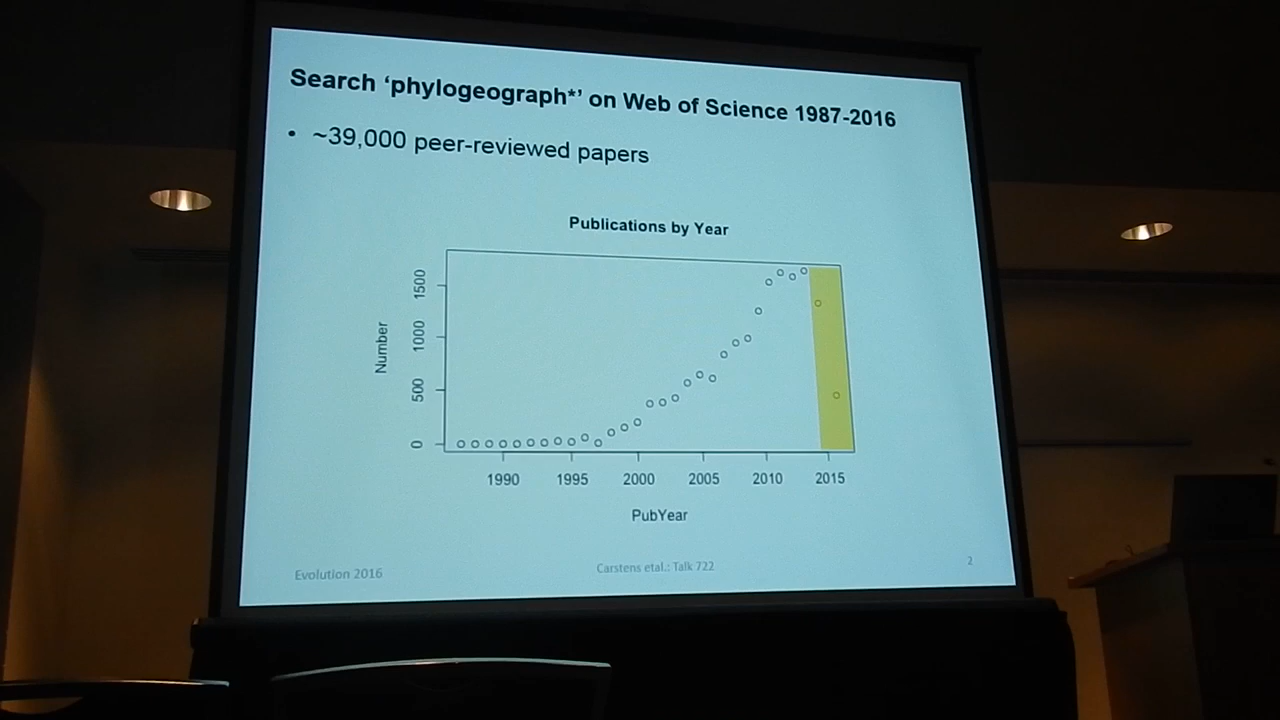 Search ‘phylogeograph*’ on Web of Science 1987-2016
• ~39,000 peer-reviewed papers
Publications by Year
Number
1500
1000
500
0
1990 1995 2000 2005 2010 2015
PubYear
Evolution 2016
Carstens etal.: Talk 722
2